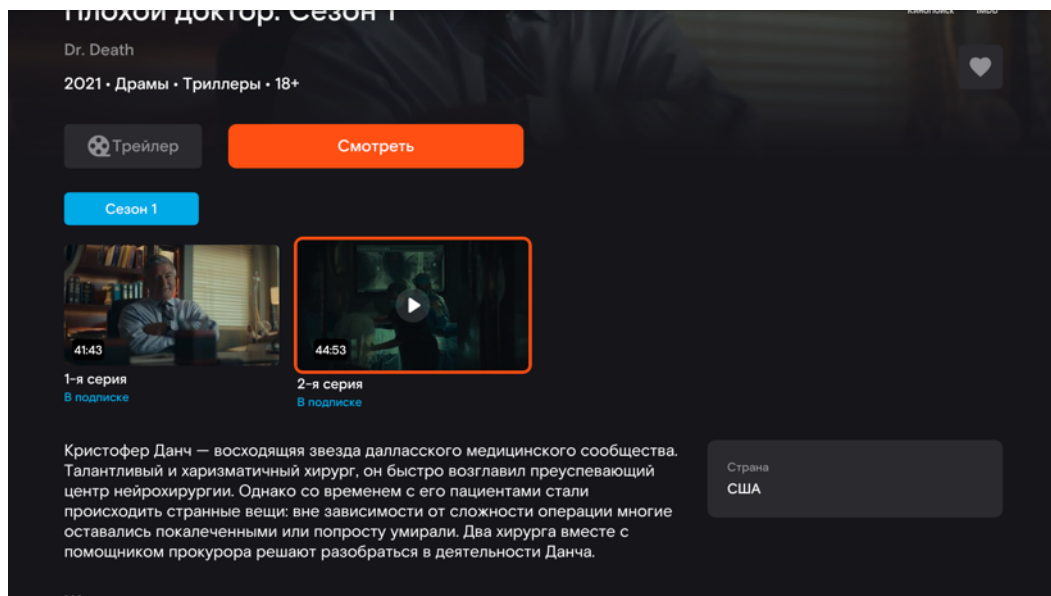 Плохой доктор. Сезон 1
Кинопоиск IMDb
Dr. Death
2021 • Драмы • Триллеры • 18+
Трейлер
Смотреть
Сезон 1
41:43
44:53
1-я серия
В подписке
2-я серия
В подписке
Кристофер Данч — восходящая звезда далласского медицинского сообщества.
Талантливый и харизматичный хирург, он быстро возглавил преуспевающий
центр нейрохирургии. Однако со временем с его пациентами стали
происходить странные вещи: вне зависимости от сложности операции многие
оставались покалеченными или попросту умирали. Два хирурга вместе с
помощником прокурора решают разобраться в деятельности Данча.
Страна
США